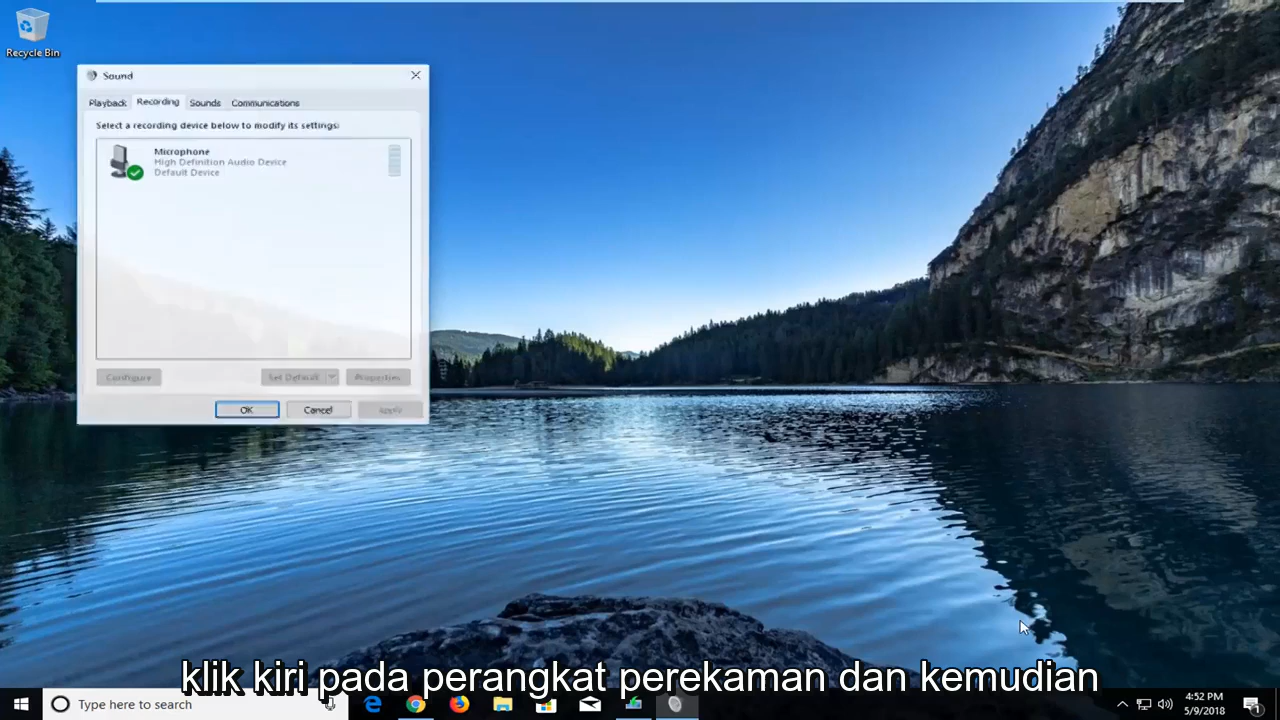 Recycle Bin
Sound
Playback Recording Sounds Communications
Select a recording device below to modify its settings:
Microphone
High Definition Audio Device
Default Device
Configure Set Default Properties
OK Cancel Apply
klik kiri pada perangkat perekaman dan kemudian
Type here to search
4:52 PM
5/9/2018
1